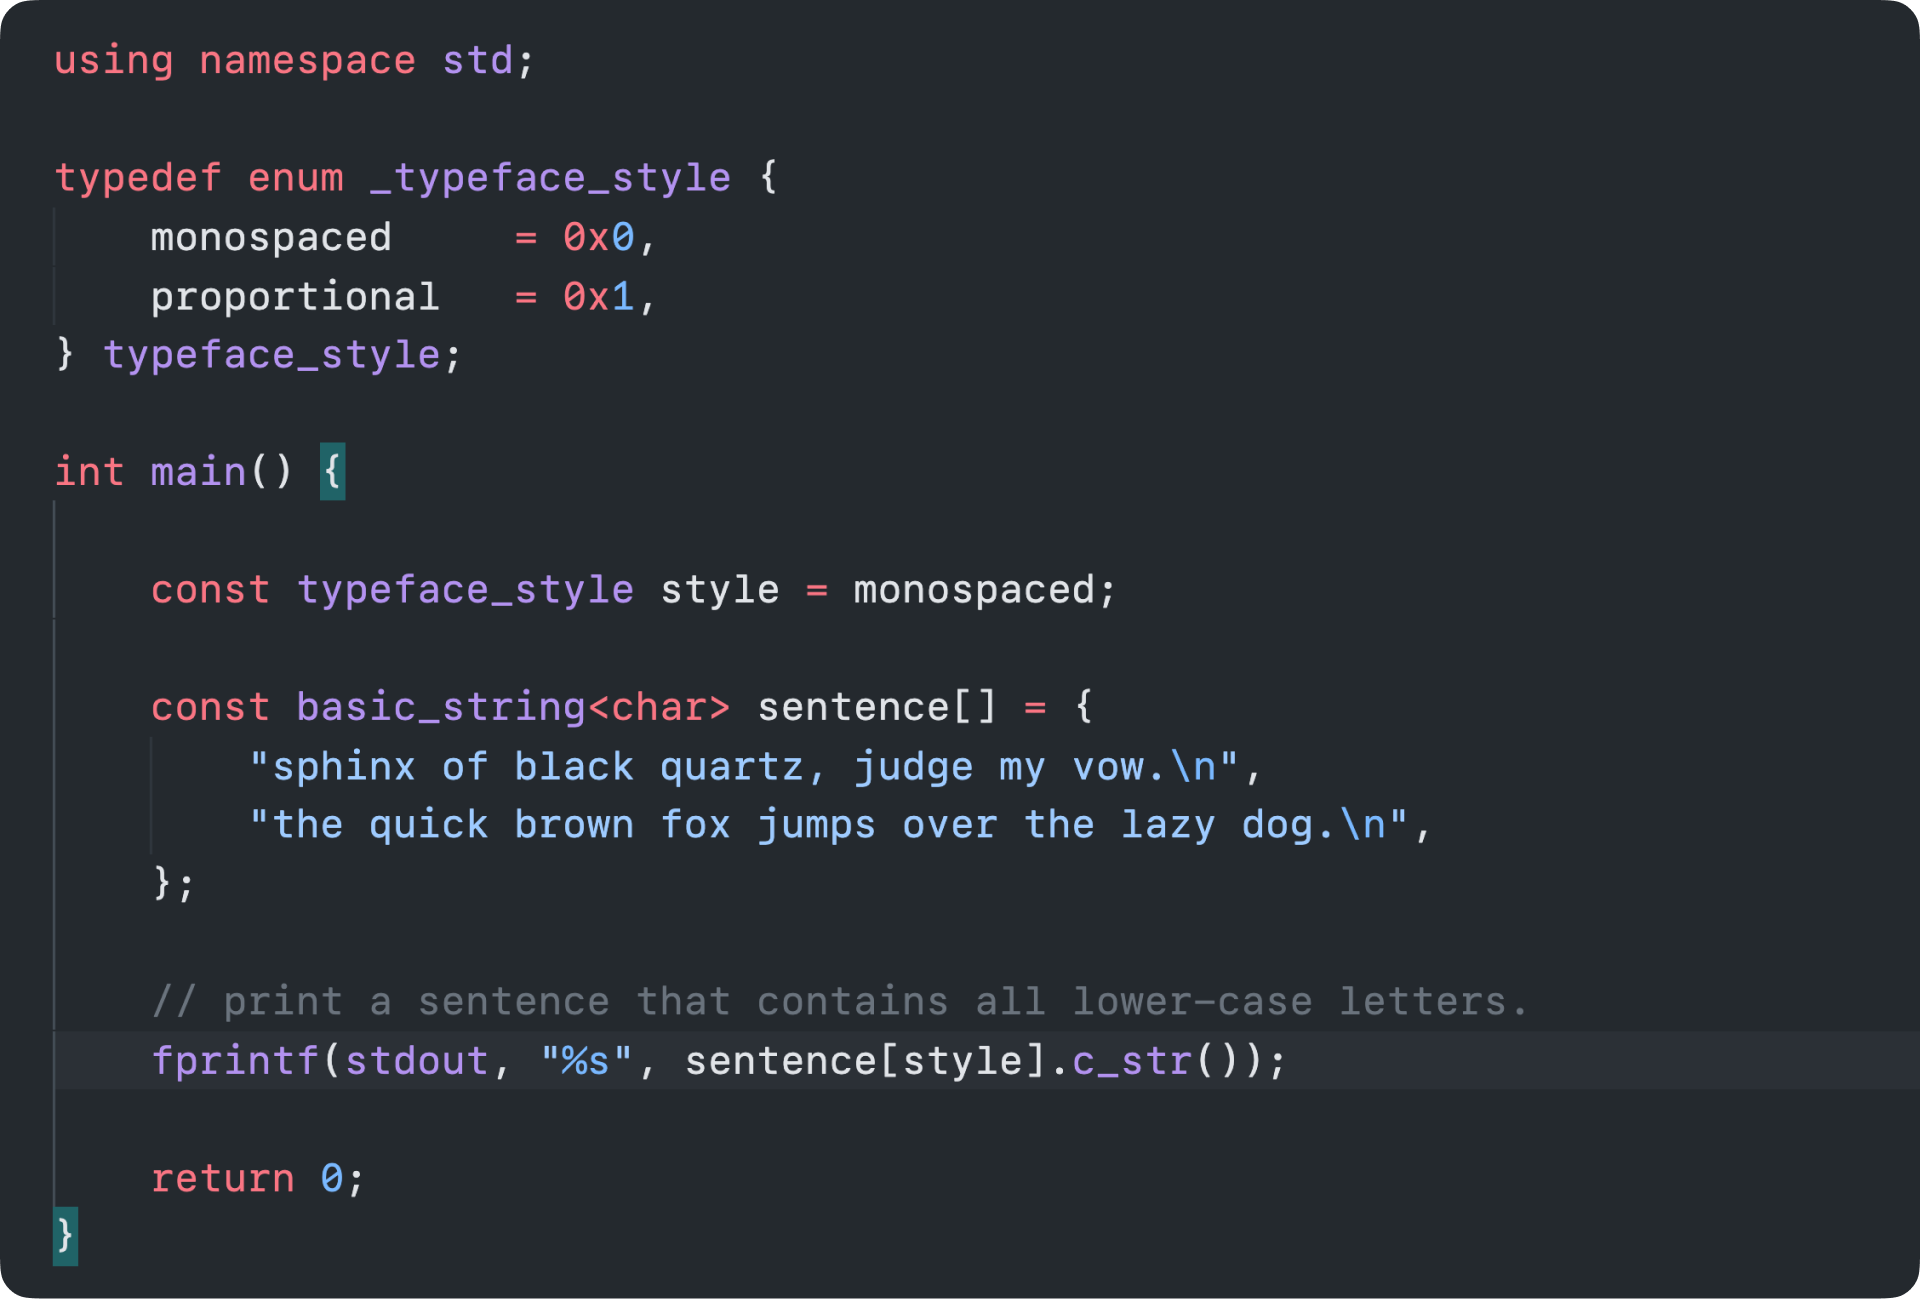 using namespace std;
typedef enum _typeface_style {
    monospaced     = 0x0,
    proportional   = 0x1,
} typeface_style;
int main() {
    const typeface_style style = monospaced;
    const basic_string<char> sentence[] = {
        "sphinx of black quartz, judge my vow.\n",
        "the quick brown fox jumps over the lazy dog.\n",
    };
    // print a sentence that contains all lower-case letters.
    fprintf(stdout, "%s", sentence[style].c_str());
    return 0;
}